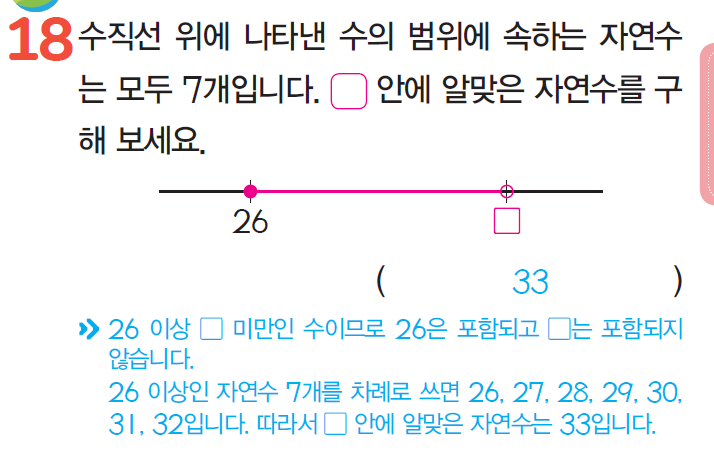 18 수직선 위에 나타낸 수의 범위에 속하는 자연수
는 모두 7개입니다. □ 안에 알맞은 자연수를 구
해 보세요.
26 □
( 33 )
≫ 26 이상 □ 미만인 수이므로 26은 포함되고 □는 포함되지
않습니다.
26 이상인 자연수 7개를 차례로 쓰면 26, 27, 28, 29, 30,
31, 32입니다. 따라서 □ 안에 알맞은 자연수는 33입니다.